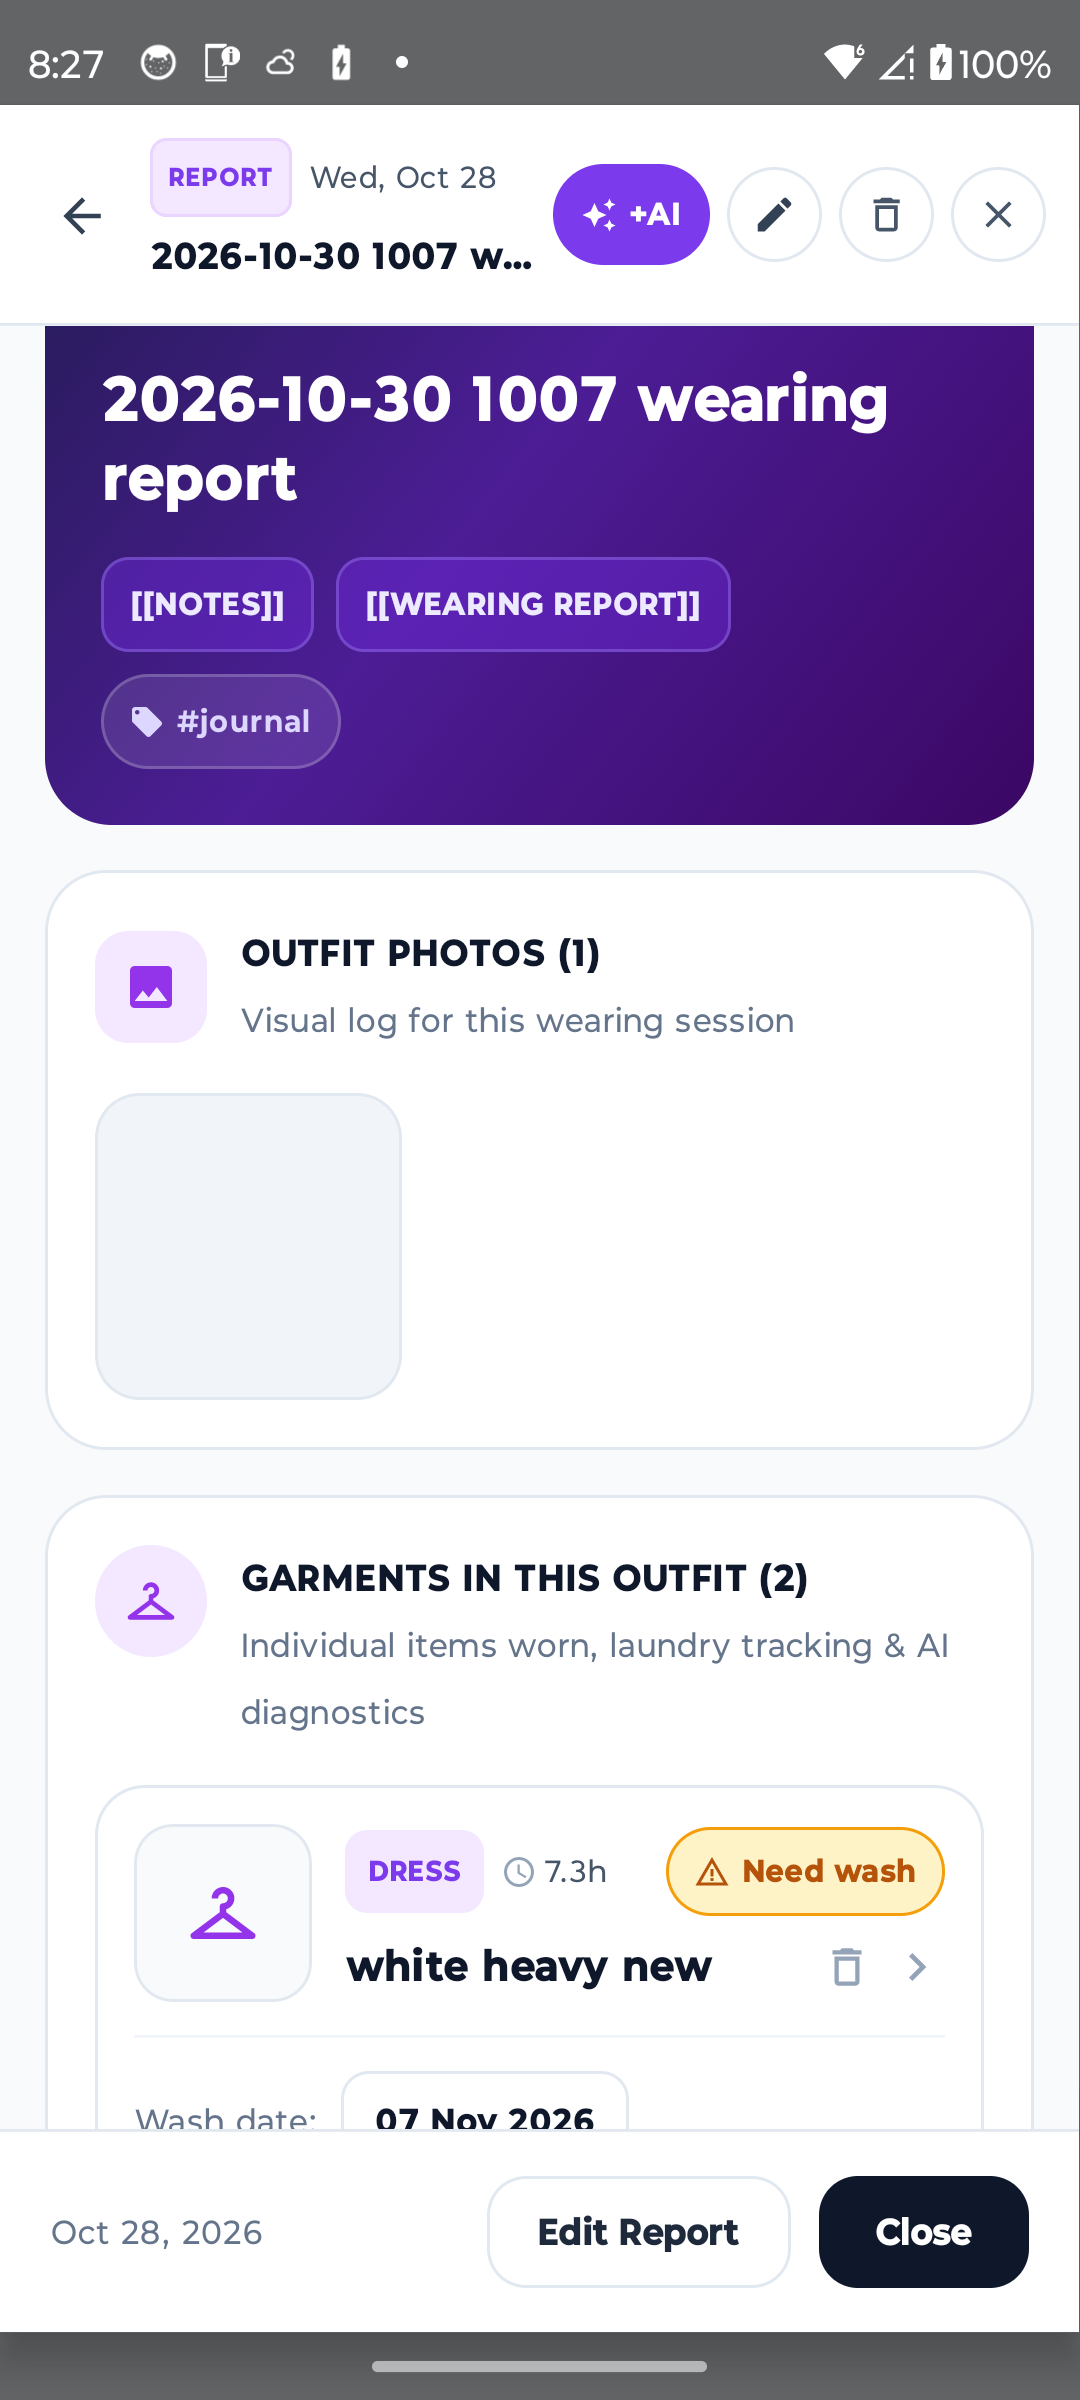 8:27
100%
REPORT
Wed, Oct 28
2026-10-30 1007 w...
+AI
2026-10-30 1007 wearing
report
[[NOTES]]
[[WEARING REPORT]]
#journal
OUTFIT PHOTOS (1)
Visual log for this wearing session
GARMENTS IN THIS OUTFIT (2)
Individual items worn, laundry tracking & AI
diagnostics
DRESS
7.3h
Need wash
white heavy new
Wash date:
07 Nov 2026
Oct 28, 2026
Edit Report
Close